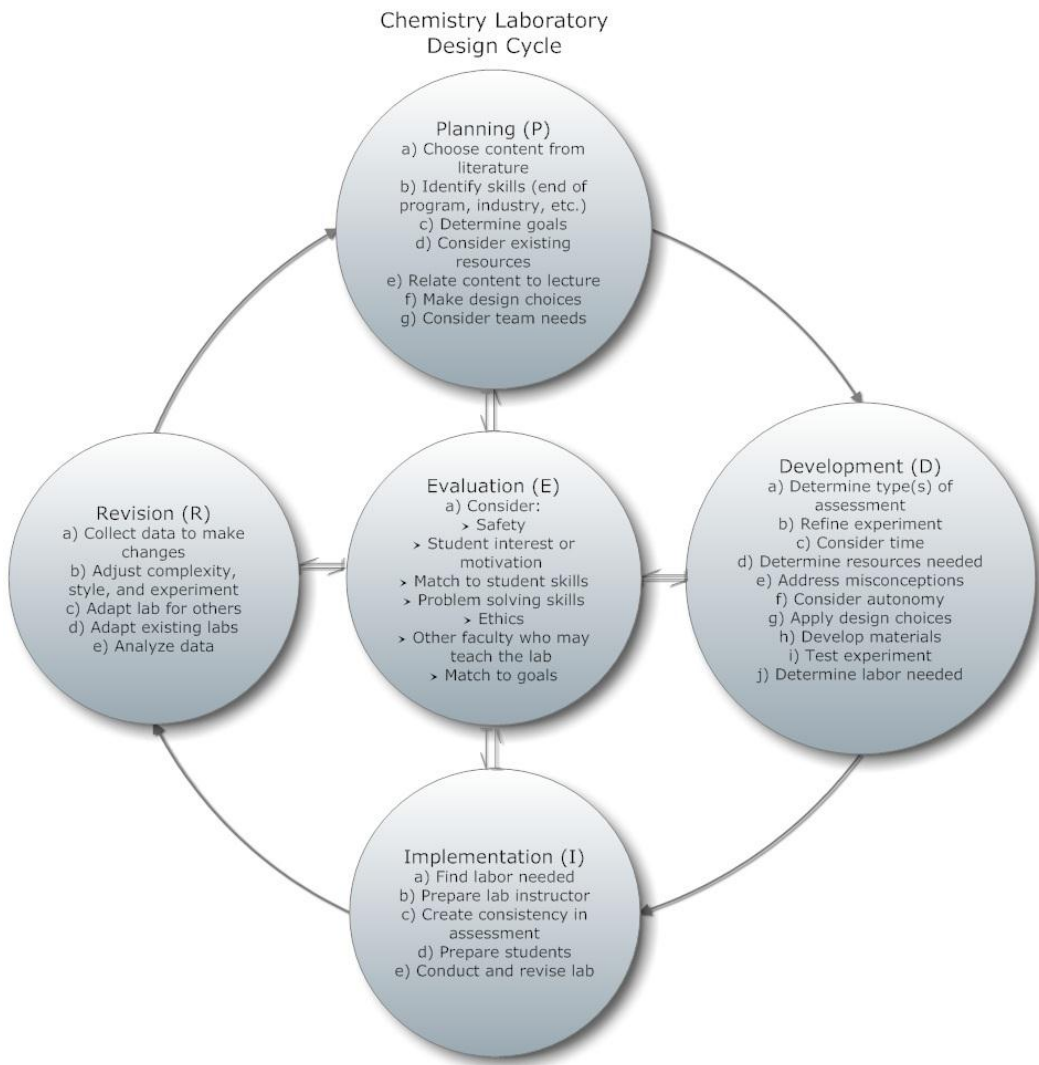 Chemistry Laboratory
Design Cycle
Planning (P)
a) Choose content from
literature
b) Identify skills (end of
program, industry, etc.)
c) Determine goals
d) Consider existing
resources
e) Relate content to lecture
f) Make design choices
g) Consider team needs
Development (D)
a) Determine type(s) of
assessment
b) Refine experiment
c) Consider time
d) Determine resources needed
e) Address misconceptions
f) Consider autonomy
g) Apply design choices
h) Develop materials
i) Test experiment
j) Determine labor needed
Evaluation (E)
a) Consider:
➤ Safety
➤ Student interest or
motivation
➤ Match to student skills
➤ Problem solving skills
➤ Ethics
➤ Other faculty who may
teach the lab
➤ Match to goals
Revision (R)
a) Collect data to make
changes
b) Adjust complexity,
style, and experiment
c) Adapt lab for others
d) Adapt existing labs
e) Analyze data
Implementation (I)
a) Find labor needed
b) Prepare lab instructor
c) Create consistency in
assessment
d) Prepare students
e) Conduct and revise lab